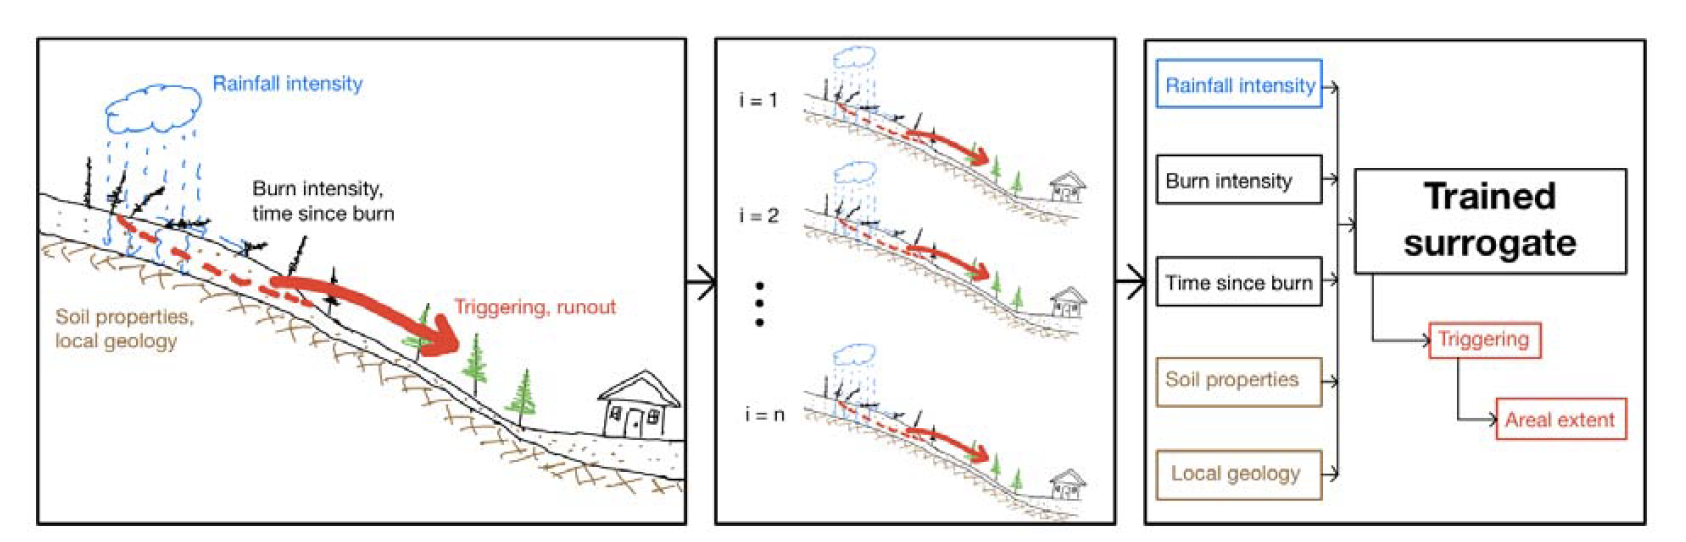 Rainfall intensity
Burn intensity,
time since burn
Triggering, runout
Soil properties,
local geology
i = 1
i = 2
i = n
Rainfall intensity
Burn intensity
Time since burn
Soil properties
Local geology
Trained
surrogate
Triggering
Areal extent